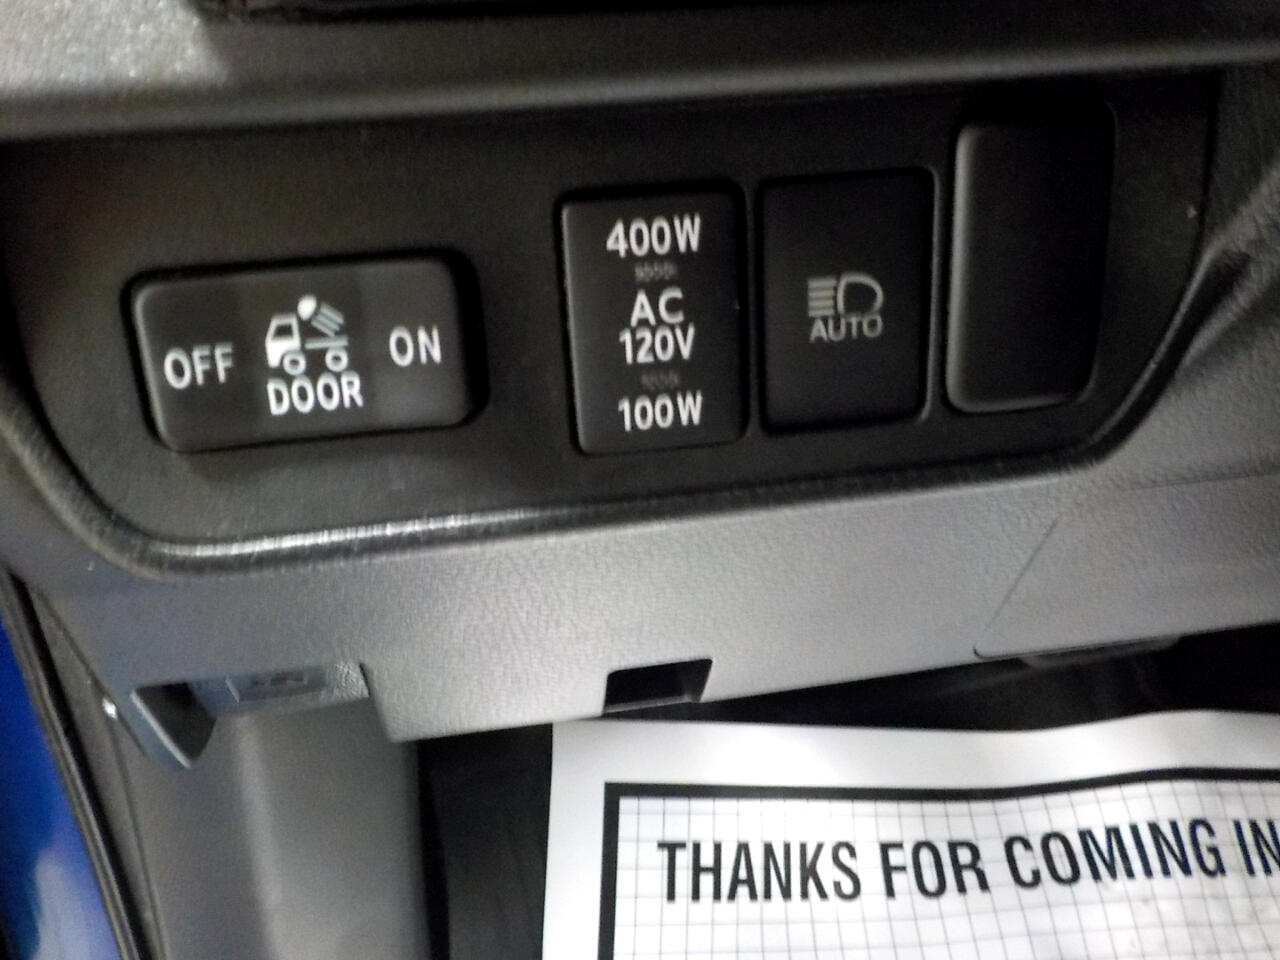 OFF
DOOR
ON
400W
AC
120V
100W
AUTO
THANKS FOR COMING IN